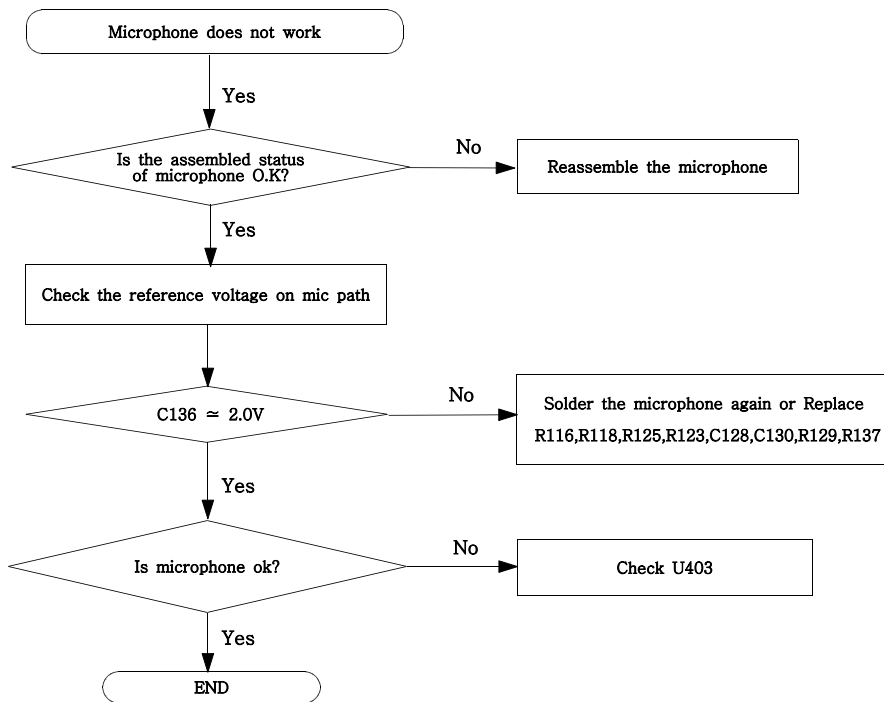 Microphone does not work
Yes
Is the assembled status
of microphone O.K?
No
Reassemble the microphone
Yes
Check the reference voltage on mic path
C136 ≃ 2.0V
No
Solder the microphone again or Replace
R116,R118,R125,R123,C128,C130,R129,R137
Yes
Is microphone ok?
No
Check U403
Yes
END